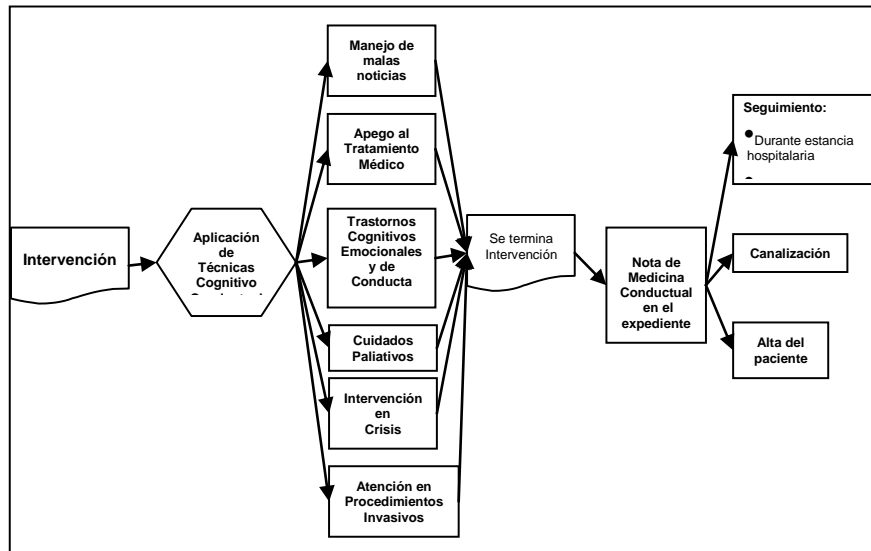 Intervención
Aplicación
de
Técnicas
Cognitivo
Manejo de
malas
noticias
Apego al
Tratamiento
Médico
Trastornos
Cognitivos
Emocionales
y de
Conducta
Cuidados
Paliativos
Intervención
en
Crisis
Atención en
Procedimientos
Invasivos
Se termina
Intervención
Nota de
Medicina
Conductual
en el
expediente
Seguimiento:
•Durante estancia
hospitalaria
Canalización
Alta del
paciente